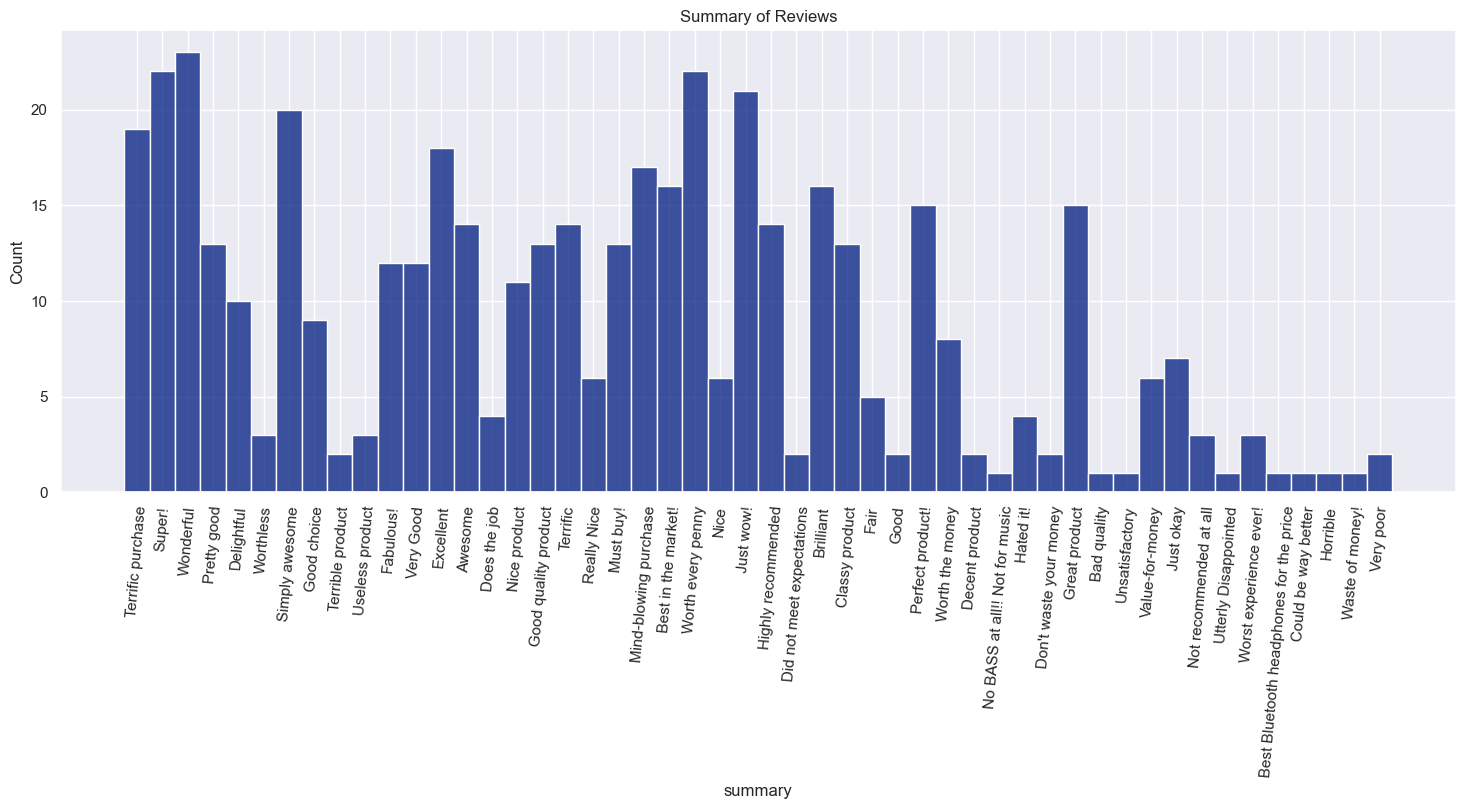 Summary of Reviews
Count
20
15
10
5
0
Terrific purchase
Super!
Wonderful
Pretty good
Delightful
Worthless
Simply awesome
Good choice
Terrible product
Useless product
Fabulous!
Very Good
Excellent
Awesome
Does the job
Nice product
Good quality product
Terrific
Really Nice
Must buy!
Mind-blowing purchase
Best in the market!
Worth every penny
Nice
Just wow!
Highly recommended
Did not meet expectations
Brilliant
Classy product
Fair
Good
Perfect product!
Worth the money
Decent product
No BASS at all!! Not for music
Hated it!
Don't waste your money
Great product
Bad quality
Unsatisfactory
Value-for-money
Just okay
Not recommended at all
Utterly Disappointed
Worst experience ever!
Best Bluetooth headphones for the price
Could be way better
Horrible
Waste of money!
Very poor
summary